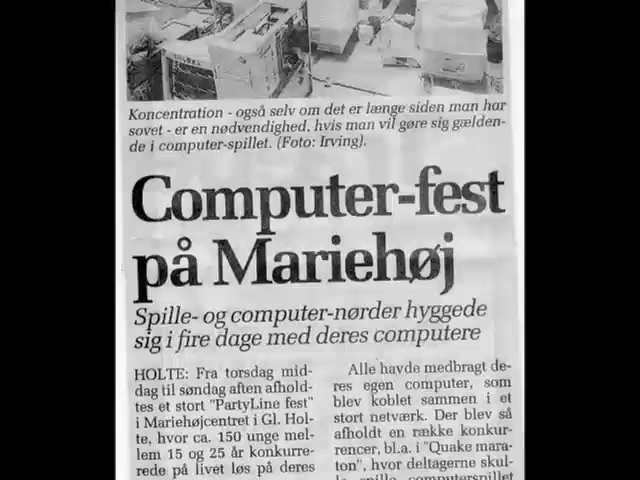 Koncentration - også selv om det er længe siden man har
sovet - er en nødvendighed, hvis man vil gøre sig gælden-
de i computer-spillet. (Foto: Irving).
Computer-fest
på Mariehøj
Spille- og computer-nørder hyggede
sig i fire dage med deres computere
HOLTE: Fra torsdag mid-
dag til søndag aften afhold-
tes et stort "PartyLine fest"
i Mariehøjcentret i Gl. Hol-
te, hvor ca. 150 unge mel-
lem 15 og 25 år konkurre-
rede på livet løs på deres
Alle havde medbragt de-
res egen computer, som
blev koblet sammen i et
stort netværk. Der blev så
afholdt en række konkur-
rencer, bl.a. i "Quake mara-
ton", hvor deltagerne skul-
le spille computerspillet